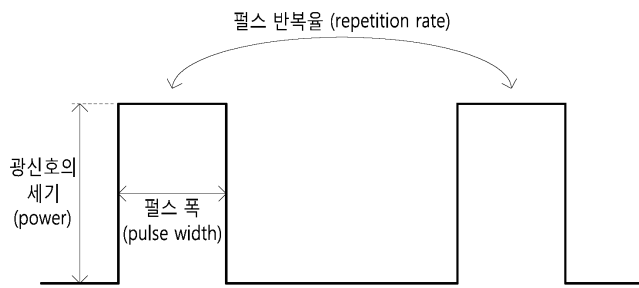 펄스 반복율 (repetition rate)
광신호의
세기
(power)
펄스 폭
(pulse width)